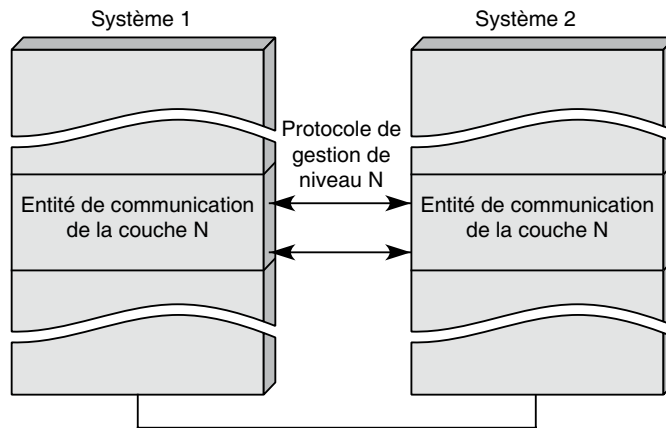 Système 1
Système 2
Protocole de
gestion de
niveau N
Entité de communication
de la couche N
Entité de communication
de la couche N